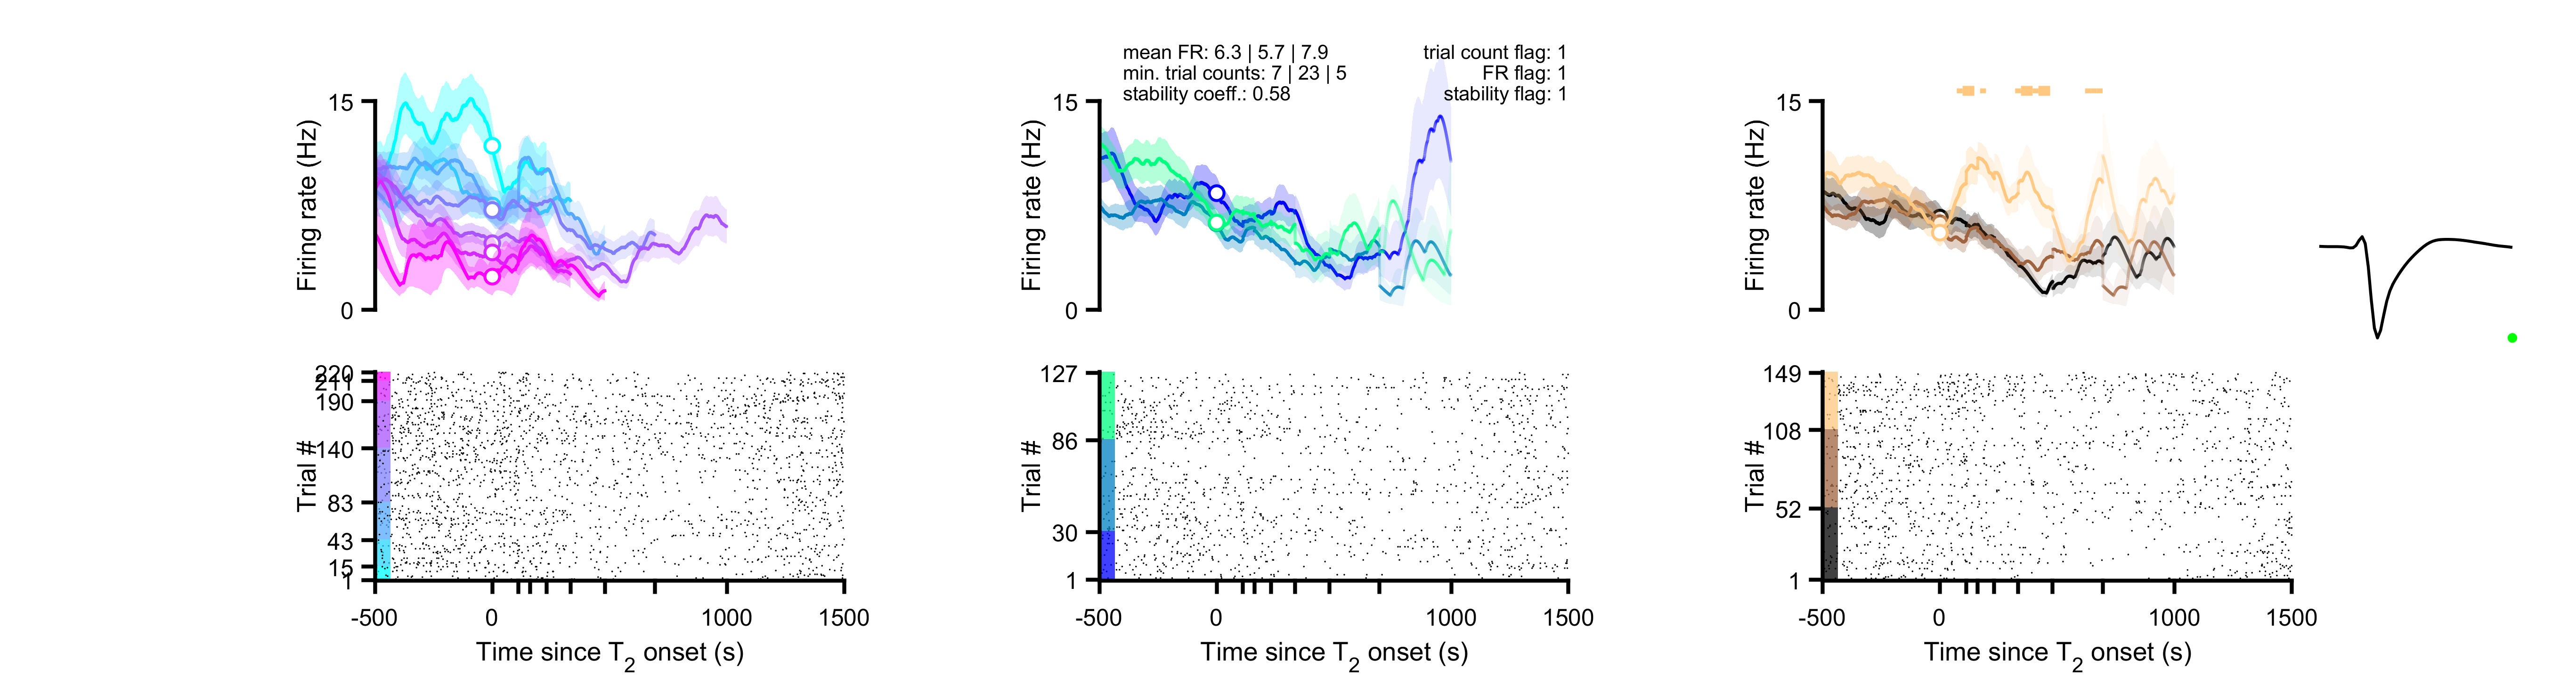 mean FR: 6.3 | 5.7 | 7.9
min. trial counts: 7 | 23 | 5
stability coeff.: 0.58
trial count flag: 1
FR flag: 1
stability flag: 1
Firing rate (Hz)
15
0
Firing rate (Hz)
15
0
Firing rate (Hz)
15
0
Trial #
220
211
190
140
83
43
15
1
-500 0 1000 1500
Time since T2 onset (s)
Trial #
127
86
30
1
-500 0 1000 1500
Time since T2 onset (s)
Trial #
149
108
52
1
-500 0 1000 1500
Time since T2 onset (s)